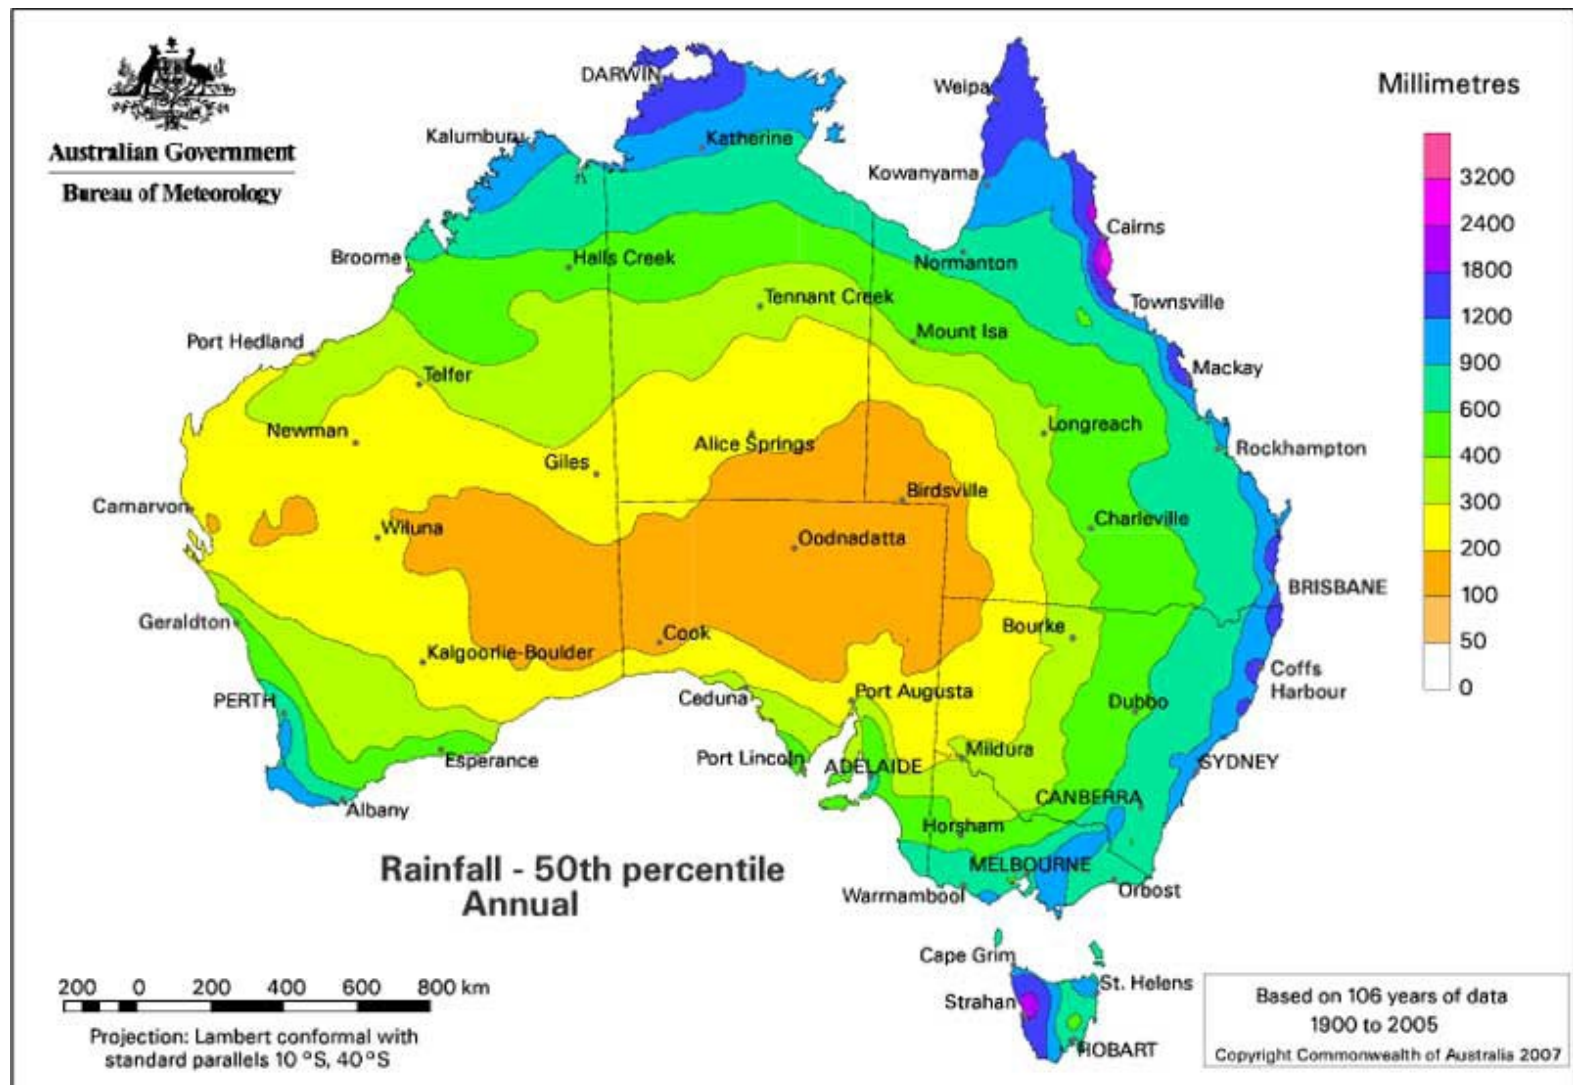 Australian Government
Bureau of Meteorology
Millimetres
3200
2400
1800
1200
900
600
400
300
200
100
50
0
DARWIN
Weipa
Kalumburu
Katherine
Kowanyama
Cairns
Broome
Halls Creek
Normanton
Tennant Creek
Townsville
Port Hedland
Mount Isa
Telfer
Mackay
Newman
Alice Springs
Longreach
Rockhampton
Giles
Birdsville
Carnarvon
Wiluna
Oodnadatta
Charleville
BRISBANE
Geraldton
Cook
Bourke
Kalgoorlie-Boulder
Coffs
Harbour
PERTH
Ceduna
Port Augusta
Dubbo
Esperance
Port Lincoln
ADELAIDE
Mildura
SYDNEY
Albany
CANBERRA
Horsham
MELBOURNE
Warrnambool
Orbost
Rainfall - 50th percentile
Annual
Cape Grim
St. Helens
Strahan
HOBART
200 0 200 400 600 800 km
Projection: Lambert conformal with
standard parallels 10 °S, 40 °S
Based on 106 years of data
1900 to 2005
Copyright Commonwealth of Australia 2007